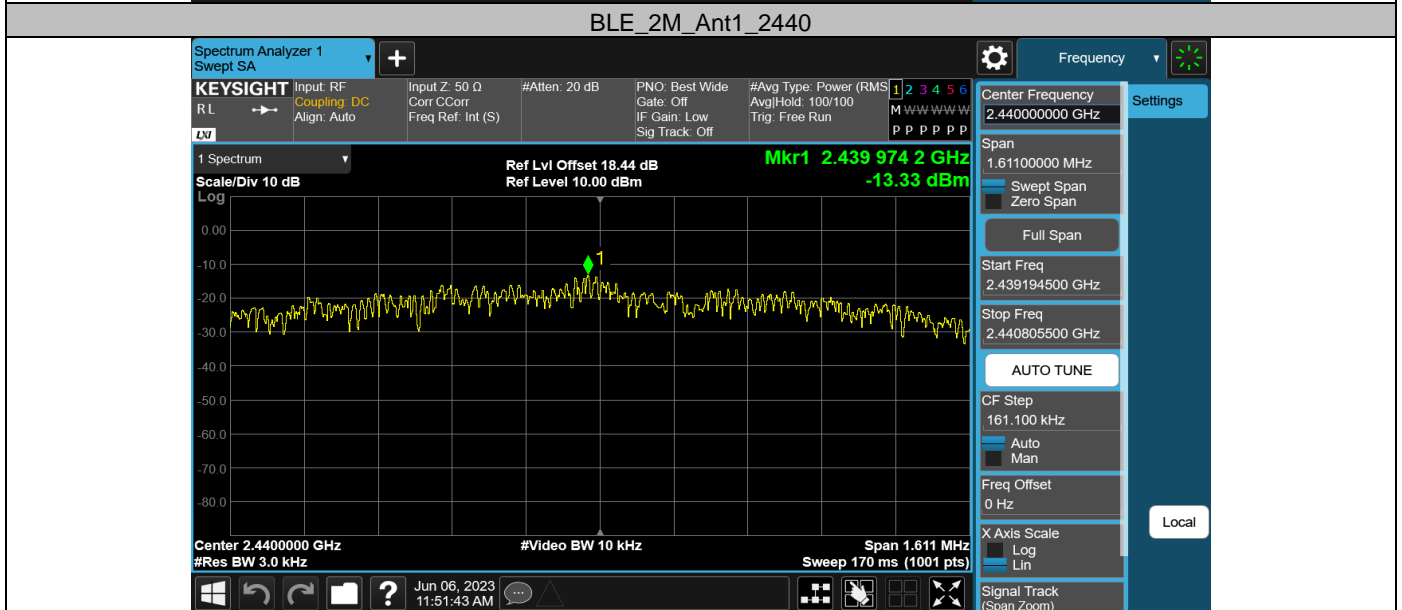 BLE_2M_Ant1_2440
Spectrum Analyzer 1
Swept SA
+
Frequency
KEYSIGHT
RL
LXI
Input: RF
Coupling: DC
Align: Auto
Input Z: 50 Ω
Corr CCorr
Freq Ref: Int (S)
#Atten: 20 dB
PNO: Best Wide
Gate: Off
IF Gain: Low
Sig Track: Off
#Avg Type: Power (RMS
Avg|Hold: 100/100
Trig: Free Run
1 2 3 4 5 6
M W W W W W
P P P P P P
Center Frequency
2.440000000 GHz
Settings
Span
1.61100000 MHz
Swept Span
Zero Span
Full Span
Start Freq
2.439194500 GHz
Stop Freq
2.440805500 GHz
AUTO TUNE
CF Step
161.100 kHz
Auto
Man
Freq Offset
0 Hz
X Axis Scale
Log
Lin
Signal Track
(Span Zoom)
Local
1 Spectrum
Scale/Div 10 dB
Log
Ref Lvl Offset 18.44 dB
Ref Level 10.00 dBm
Mkr1 2.439 974 2 GHz
-13.33 dBm
1
0.00
-10.0
-20.0
-30.0
-40.0
-50.0
-60.0
-70.0
-80.0
Center 2.4400000 GHz
#Res BW 3.0 kHz
#Video BW 10 kHz
Span 1.611 MHz
Sweep 170 ms (1001 pts)
?
Jun 06, 2023
11:51:43 AM